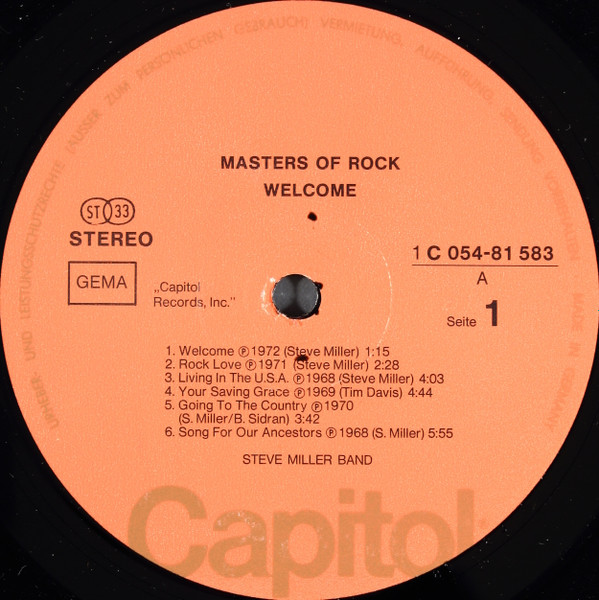 URHEBER- UND LEISTUNGSSCHUTZRECHTE (AUSSER ZUM PERSÖNLICHEN GEBRAUCH) VERMIETUNG, AUFFÜHRUNG, SENDUNG VORBEHALTEN · MADE IN GERMANY
MASTERS OF ROCK
WELCOME
ST 33
STEREO
GEMA
„Capitol
Records, Inc.”
1 C 054-81 583
A
Seite 1
1. Welcome ℗ 1972 (Steve Miller) 1:15
2. Rock Love ℗ 1971 (Steve Miller) 2:28
3. Living In The U.S.A. ℗ 1968 (Steve Miller) 4:03
4. Your Saving Grace ℗ 1969 (Tim Davis) 4:44
5. Going To The Country ℗ 1970
(S. Miller/B. Sidran) 3:42
6. Song For Our Ancestors ℗ 1968 (S. Miller) 5:55
STEVE MILLER BAND
Capitol